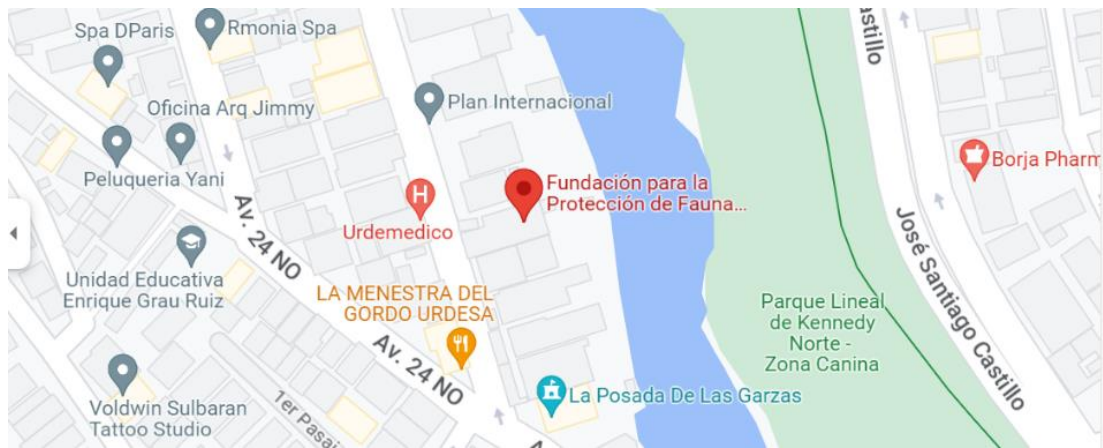 Spa DParis
Rmonia Spa
Oficina Arq Jimmy
Plan Internacional
Peluqueria Yani
Fundación para la
Protección de Fauna...
Borja Pharm
Castillo
Urdemedico
Av. 24 NO
Unidad Educativa
Enrique Grau Ruiz
LA MENESTRA DEL
GORDO URDESA
José Santiago Castillo
Parque Lineal
de Kennedy
Norte -
Zona Canina
Av. 24 NO
La Posada De Las Garzas
Voldwin Sulbaran
Tattoo Studio
1er Pasaj